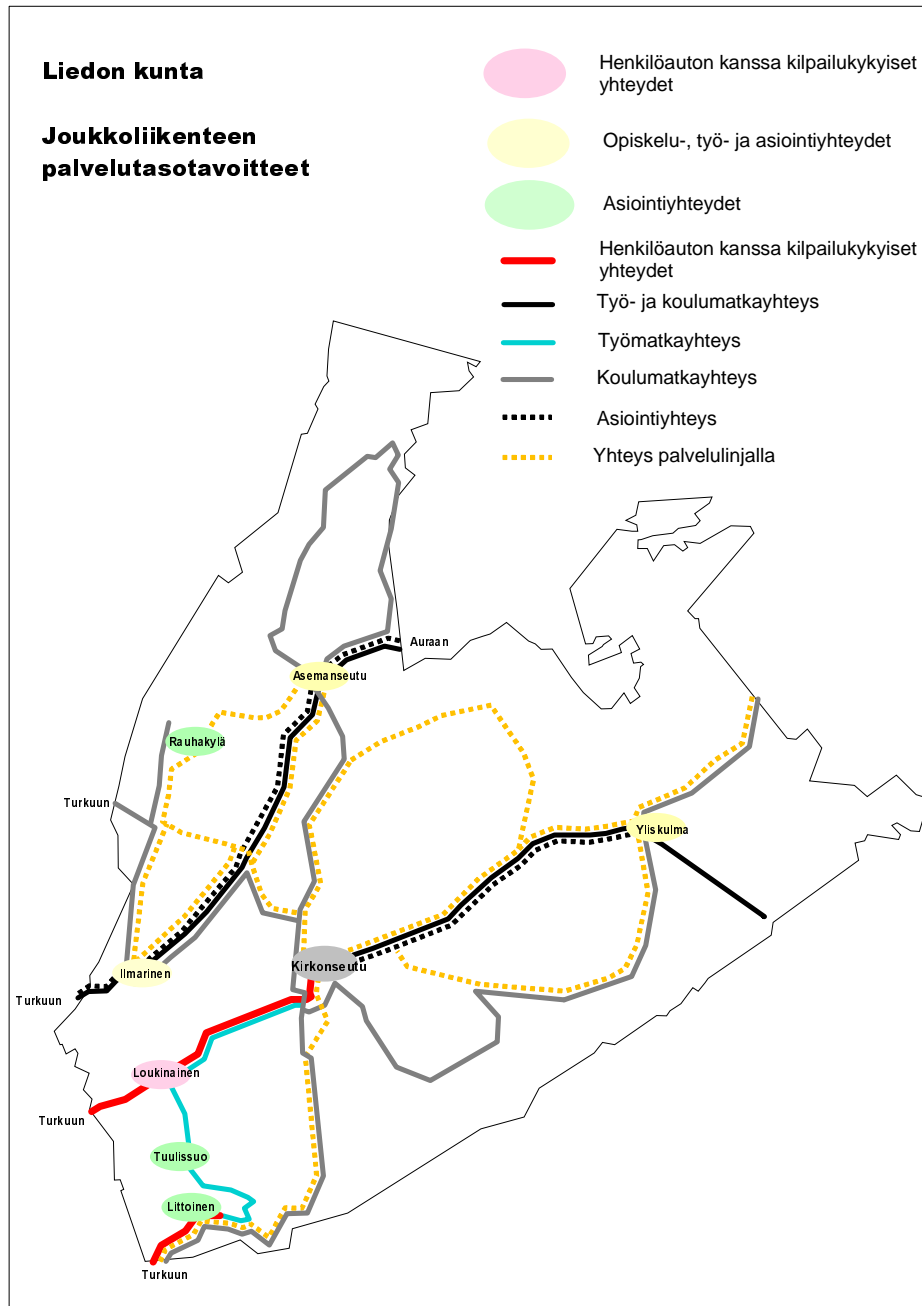 Liedon kunta
Joukkoliikenteen
palvelutasotavoitteet
Henkilöauton kanssa kilpailukykyiset
yhteydet
Opiskelu-, työ- ja asiointiyhteydet
Asiointiyhteydet
Henkilöauton kanssa kilpailukykyiset
yhteydet
Työ- ja koulumatkayhteys
Työmatkayhteys
Koulumatkayhteys
Asiointiyhteys
Yhteys palvelulinjalla
Auraan
Asemanseutu
Rauhakylä
Turkuun
Yliskulma
Kirkonseutu
Ilmarinen
Turkuun
Loukinainen
Turkuun
Tuulissuo
Littoinen
Turkuun